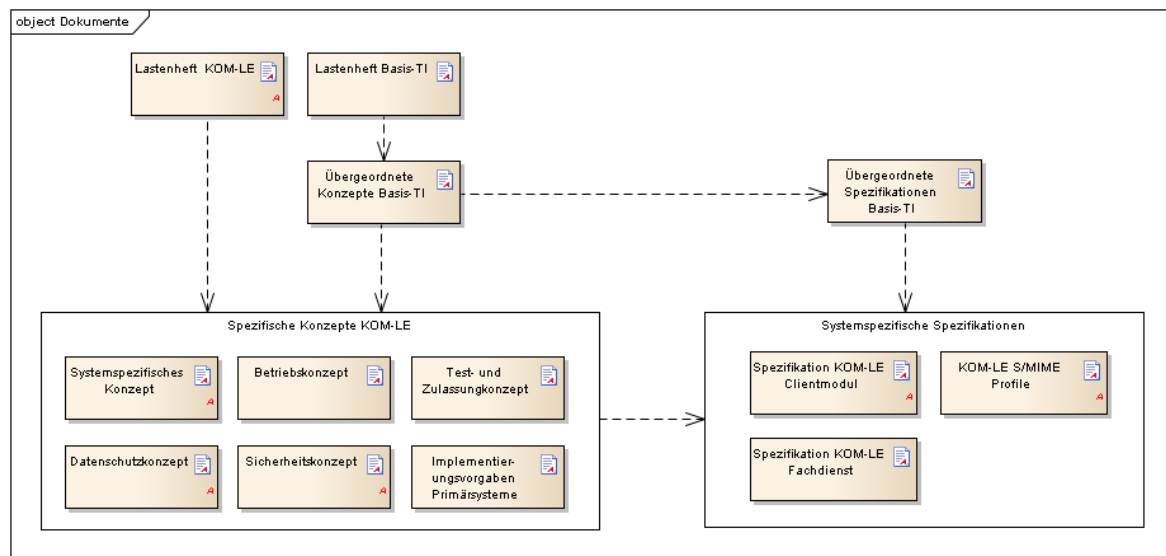 object Dokumente
Lastenheft KOM-LE
A
Lastenheft Basis-TI
Übergeordnete
Konzepte Basis-TI
Übergeordnete
Spezifikationen
Basis-TI
Spezifische Konzepte KOM-LE
Systemspezifisches
Konzept
A
Betriebskonzept
Test- und
Zulassungkonzept
Datenschutzkonzept
A
Sicherheitskonzept
A
Implementier-
ungsvorgaben
Primärsysteme
Systemspezifische Spezifikationen
Spezifikation KOM-LE
Clientmodul
A
KOM-LE S/MIME
Profile
A
Spezifikation KOM-LE
Fachdienst